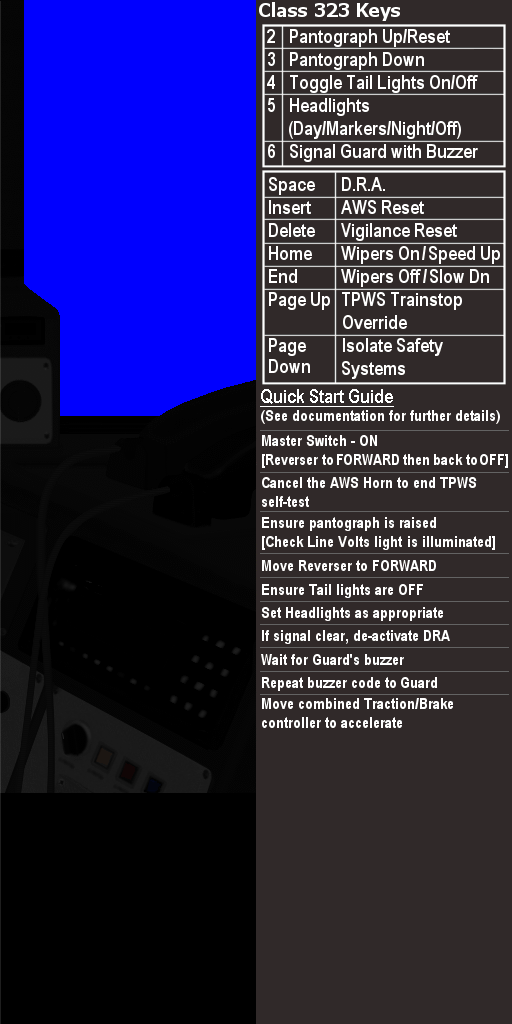 Class 323 Keys
2 Pantograph Up/Reset
3 Pantograph Down
4 Toggle Tail Lights On/Off
5 Headlights
(Day/Markers/Night/Off)
6 Signal Guard with Buzzer
Space D.R.A.
Insert AWS Reset
Delete Vigilance Reset
Home Wipers On/Speed Up
End Wipers Off/Slow Dn
Page Up TPWS Trainstop
Override
Page Isolate Safety
Down Systems
Quick Start Guide
(See documentation for further details)
Master Switch - ON
[Reverser to FORWARD then back to OFF]
Cancel the AWS Horn to end TPWS
self-test
Ensure pantograph is raised
[Check Line Volts light is illuminated]
Move Reverser to FORWARD
Ensure Tail lights are OFF
Set Headlights as appropriate
If signal clear, de-activate DRA
Wait for Guard's buzzer
Repeat buzzer code to Guard
Move combined Traction/Brake
controller to accelerate